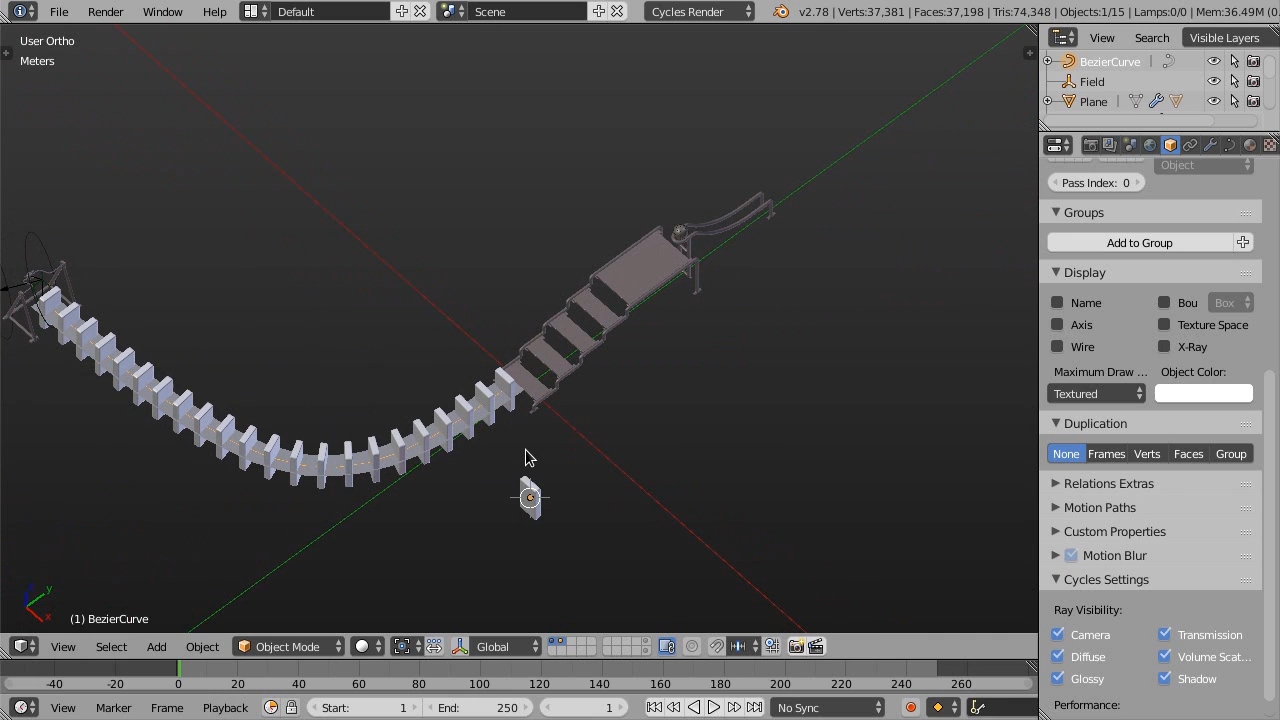 File Render Window Help Default Scene Cycles Render v2.78 | Verts:37,381 | Faces:37,198 | Tris:74,348 | Objects:1/15 | Lamps:0/0 | Mem:36.49M (0
User Ortho
Meters
View Search Visible Layers
BezierCurve
Field
Plane
Object
Pass Index: 0
Groups
Add to Group
Display
Name Bou Box
Axis Texture Space
Wire X-Ray
Maximum Draw ... Object Color:
Textured
Duplication
None Frames Verts Faces Group
Relations Extras
Motion Paths
Custom Properties
Motion Blur
Cycles Settings
Ray Visibility:
Camera Transmission
Diffuse Volume Scat...
Glossy Shadow
Performance:
z y x
(1) BezierCurve
View Select Add Object Object Mode Global
-40 -20 0 20 40 60 80 100 120 140 160 180 200 220 240 260
View Marker Frame Playback Start: 1 End: 250 1 No Sync